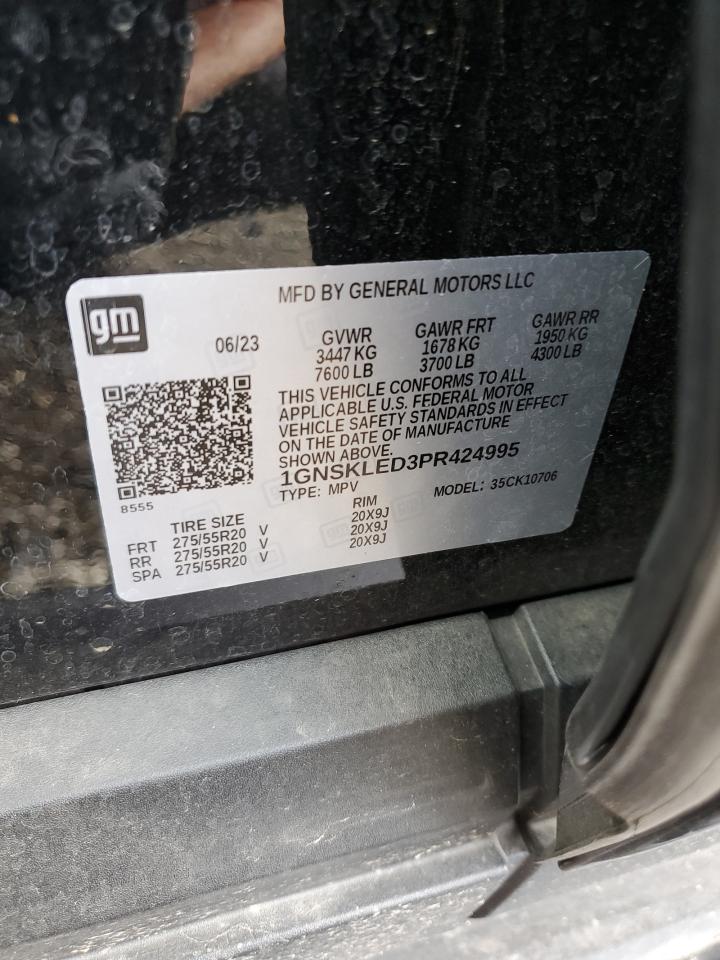 MFD BY GENERAL MOTORS LLC
gm
06/23
GVWR GAWR FRT GAWR RR
3447 KG 1678 KG 1950 KG
7600 LB 3700 LB 4300 LB
THIS VEHICLE CONFORMS TO ALL
APPLICABLE U.S. FEDERAL MOTOR
VEHICLE SAFETY STANDARDS IN EFFECT
ON THE DATE OF MANUFACTURE
SHOWN ABOVE.
1GNSKLED3PR424995
TYPE: MPV MODEL: 35CK10706
8555
TIRE SIZE RIM
FRT 275/55R20 V 20X9J
RR 275/55R20 V 20X9J
SPA 275/55R20 V 20X9J